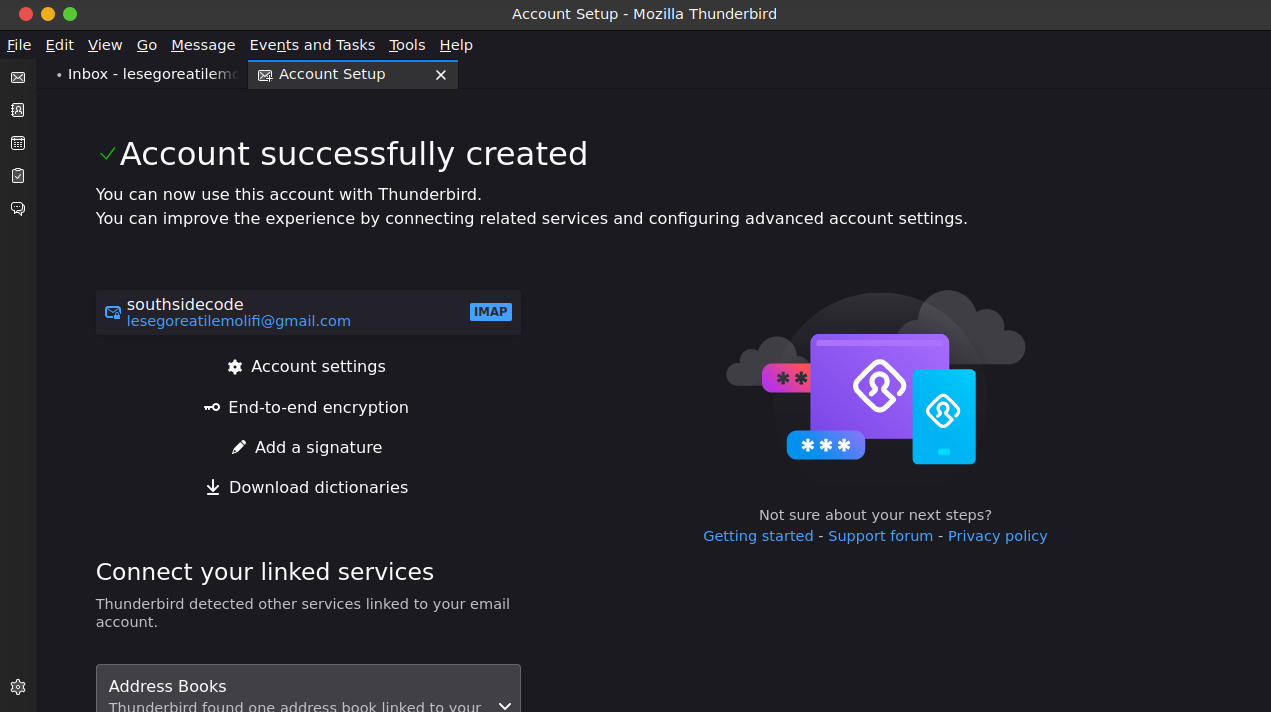 Account Setup - Mozilla Thunderbird
File Edit View Go Message Events and Tasks Tools Help
Inbox - lesegoreatilemo
Account Setup
Account successfully created
You can now use this account with Thunderbird.
You can improve the experience by connecting related services and configuring advanced account settings.
southsidecode
lesegoreatilemolifi@gmail.com
IMAP
Account settings
End-to-end encryption
Add a signature
Download dictionaries
Not sure about your next steps?
Getting started - Support forum - Privacy policy
Connect your linked services
Thunderbird detected other services linked to your email
account.
Address Books
Thunderbird found one address book linked to your